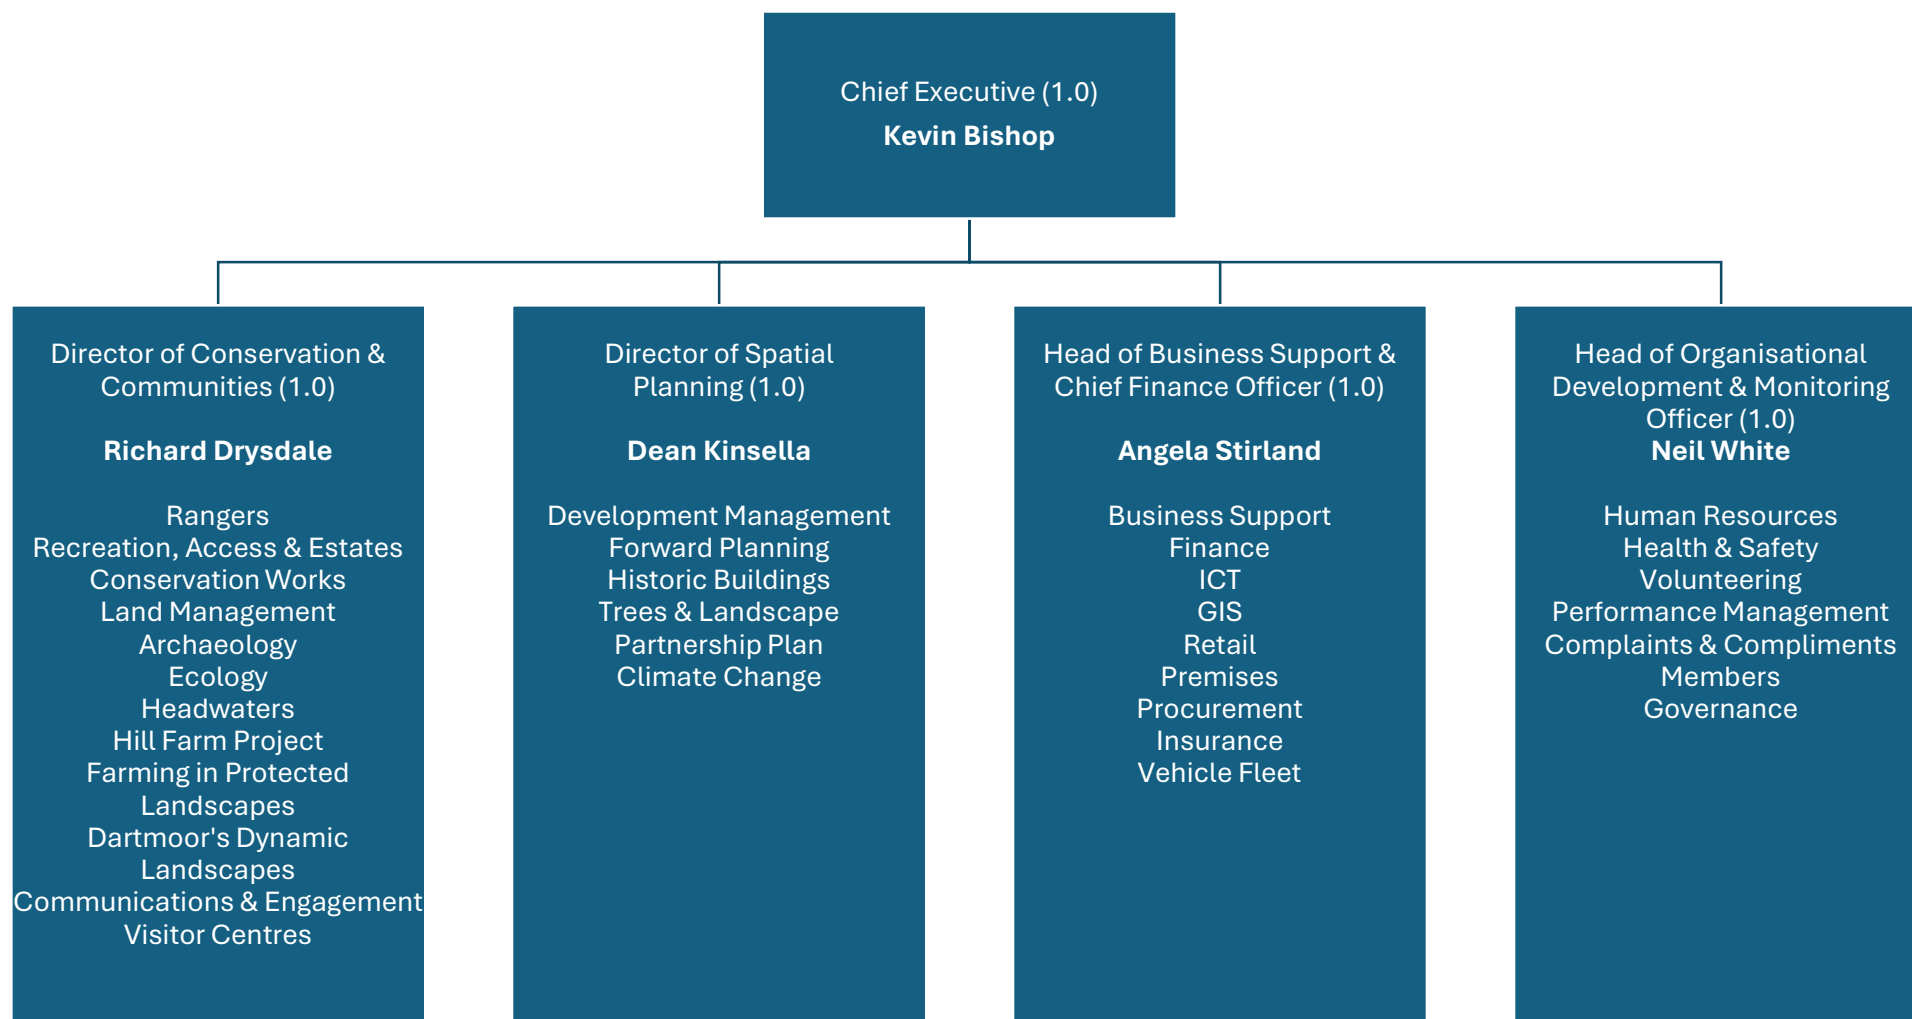 Chief Executive (1.0)
Kevin Bishop
Director of Conservation &
Communities (1.0)
Richard Drysdale
Rangers
Recreation, Access & Estates
Conservation Works
Land Management
Archaeology
Ecology
Headwaters
Hill Farm Project
Farming in Protected
Landscapes
Dartmoor's Dynamic
Landscapes
Communications & Engagement
Visitor Centres
Director of Spatial
Planning (1.0)
Dean Kinsella
Development Management
Forward Planning
Historic Buildings
Trees & Landscape
Partnership Plan
Climate Change
Head of Business Support &
Chief Finance Officer (1.0)
Angela Stirland
Business Support
Finance
ICT
GIS
Retail
Premises
Procurement
Insurance
Vehicle Fleet
Head of Organisational
Development & Monitoring
Officer (1.0)
Neil White
Human Resources
Health & Safety
Volunteering
Performance Management
Complaints & Compliments
Members
Governance